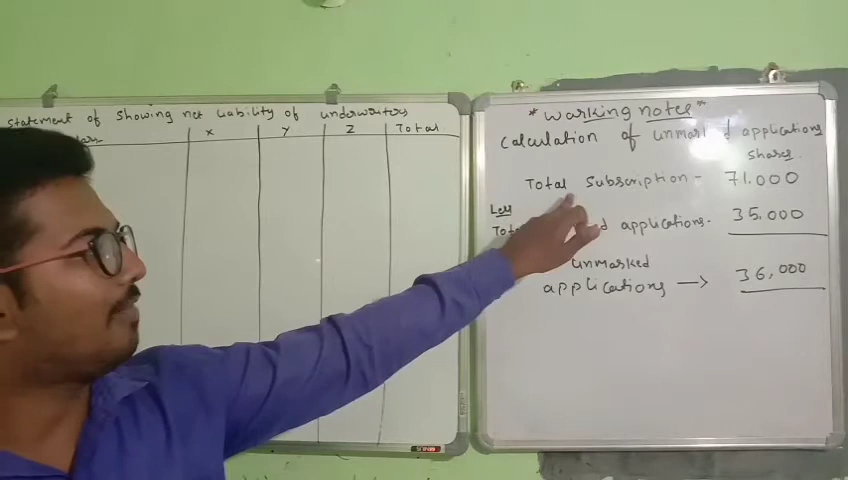 Statement of Showing net liability of underwriters
X Y Z Total
*Warking notes*
Calculation of unmarked applications
shares.
Total Subscription - 71.000
Less
applications. 35.000
unmarked
applications → 36,000